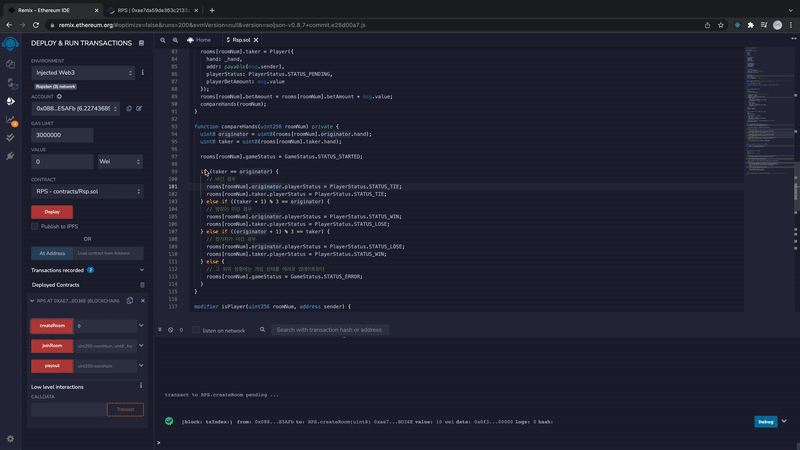 Remix - Ethereum IDE
RPS | 0xae7da59d363c2133
remix.ethereum.org/#optimize=false&runs=200&evmVersion=null&version=soljson-v0.8.7+commit.e28d00a7.js
DEPLOY & RUN TRANSACTIONS
ENVIRONMENT
Injected Web3
Ropsten (3) network
ACCOUNT
0x088...E5AFb (6.22743685
GAS LIMIT
3000000
VALUE
0
Wei
CONTRACT
RPS - contracts/Rsp.sol
Deploy
Publish to IPFS
OR
At Address
Load contract from Address
Transactions recorded 2
Deployed Contracts
RPS AT 0XAE7...BD36E (BLOCKCHAIN)
createRoom
0
joinRoom
payout
uint256 roomNum
Low level interactions
CALLDATA
Transact
Home
Rsp.sol
83 rooms[roomNum].taker = Player({
84 hand: _hand,
85 addr: payable(msg.sender),
86 playerStatus: PlayerStatus.STATUS_PENDING,
87 playerBetAmount: msg.value
88 });
89 rooms[roomNum].betAmount = rooms[roomNum].betAmount + msg.value;
90 compareHands(roomNum);
91 }
92
93 function compareHands(uint256 roomNum) private {
94 uint8 originator = uint8(rooms[roomNum].originator.hand);
95 uint8 taker = uint8(rooms[roomNum].taker.hand);
96
97 rooms[roomNum].gameStatus = GameStatus.STATUS_STARTED;
98
99 if (taker == originator) {
100 // 비긴 경우
101 rooms[roomNum].originator.playerStatus = PlayerStatus.STATUS_TIE;
102 rooms[roomNum].taker.playerStatus = PlayerStatus.STATUS_TIE;
103 } else if ((taker + 1) % 3 == originator) {
104 // 방장이 이긴 경우
105 rooms[roomNum].originator.playerStatus = PlayerStatus.STATUS_WIN;
106 rooms[roomNum].taker.playerStatus = PlayerStatus.STATUS_LOSE;
107 } else if ((originator + 1) % 3 == taker) {
108 // 참가자가 이긴 경우
109 rooms[roomNum].originator.playerStatus = PlayerStatus.STATUS_LOSE;
110 rooms[roomNum].taker.playerStatus = PlayerStatus.STATUS_WIN;
111 } else {
112 // 그 외의 상황에는 게임 상태를 에러로 업데이트한다
113 rooms[roomNum].gameStatus = GameStatus.STATUS_ERROR;
114 }
115 }
116
117 modifier isPlayer(uint256 roomNum, address sender) {
0
listen on network
Search with transaction hash or address
transact to RPS.createRoom pending ...
[block: txIndex:] from: 0x088...E5AFb to: RPS.createRoom(uint8) 0xae7...BD36E value: 10 wei data: 0x0f3...00000 logs: 0 hash:
Debug
>